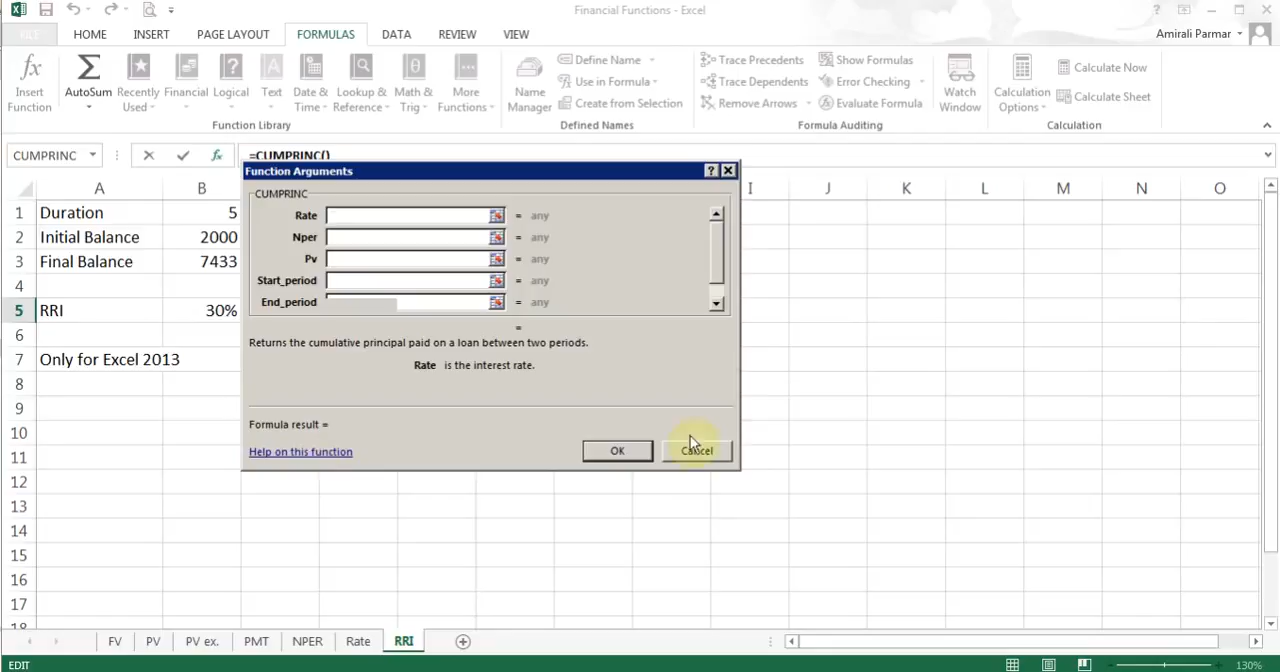 Financial Functions - Excel
?
FILE HOME INSERT PAGE LAYOUT FORMULAS DATA REVIEW VIEW
Amirali Parmar
fx Insert Function
Σ AutoSum
Recently Used
Financial
Logical
Text
Date & Time
Lookup & Reference
Math & Trig
More Functions
Function Library
Name Manager
Define Name
Use in Formula
Create from Selection
Defined Names
Trace Precedents
Trace Dependents
Remove Arrows
Show Formulas
Error Checking
Evaluate Formula
Formula Auditing
Watch Window
Calculation Options
Calculate Now
Calculate Sheet
Calculation
CUMPRINC fx =CUMPRINC()
A B I J K L M N O
1 Duration 5
2 Initial Balance 2000
3 Final Balance 7433
4
5 RRI 30%
6
7 Only for Excel 2013
8
9
10
11
12
13
14
15
16
17
18
Function Arguments ?
CUMPRINC
Rate = any
Nper = any
Pv = any
Start_period = any
End_period = any
=
Returns the cumulative principal paid on a loan between two periods.
Rate is the interest rate.
Formula result =
Help on this function
OK Cancel
FV PV PV ex. PMT NPER Rate RRI
EDIT
130%